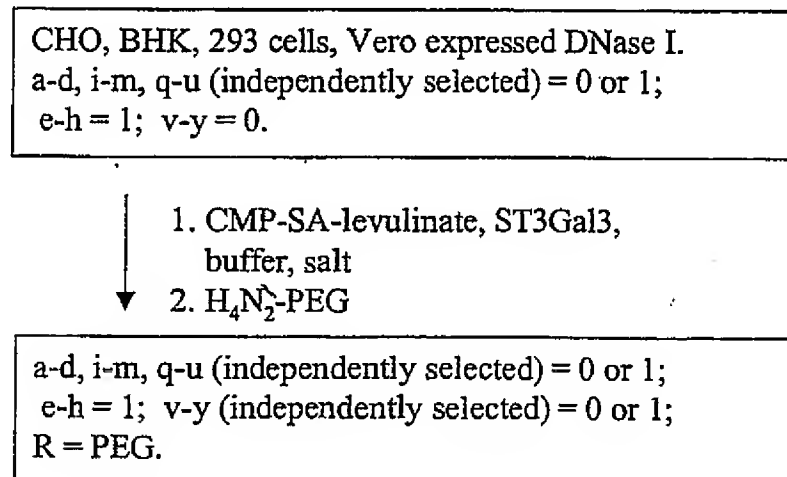 CHO, BHK, 293 cells, Vero expressed DNase I.
a-d, i-m, q-u (independently selected) = 0 or 1;
e-h = 1; v-y = 0.
1. CMP-SA-levulinate, ST3Gal3,
buffer, salt
2. H₄N₂-PEG
a-d, i-m, q-u (independently selected) = 0 or 1;
e-h = 1; v-y (independently selected) = 0 or 1;
R = PEG.